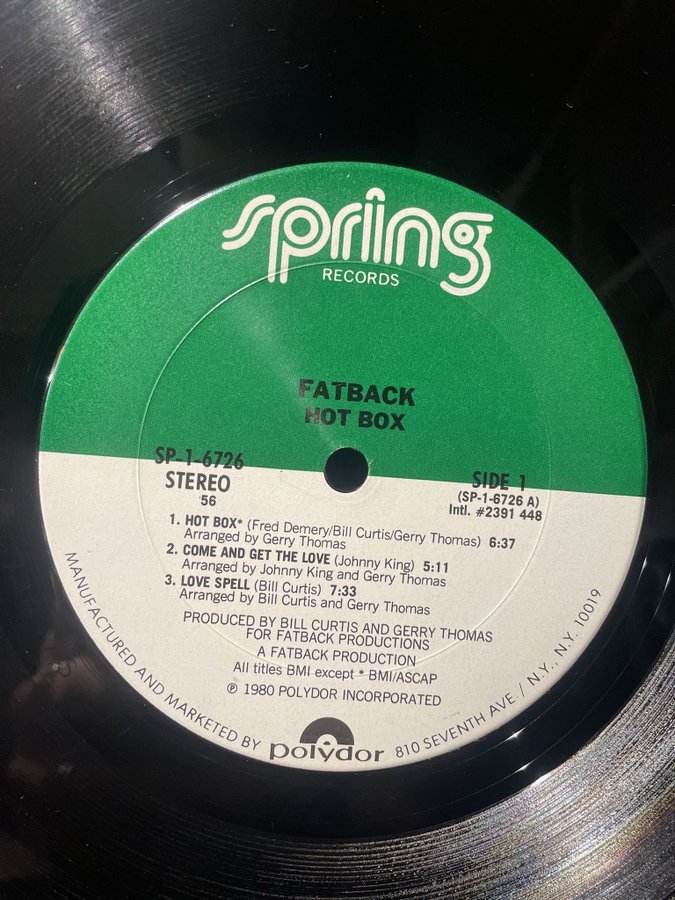 spring
RECORDS
FATBACK
HOT BOX
SP-1-6726
STEREO
'56
SIDE 1
(SP-1-6726 A)
Intl. #2391 448
1. HOT BOX* (Fred Demery/Bill Curtis/Gerry Thomas) 6:37
Arranged by Gerry Thomas
2. COME AND GET THE LOVE (Johnny King) 5:11
Arranged by Johnny King and Gerry Thomas
3. LOVE SPELL (Bill Curtis) 7:33
Arranged by Bill Curtis and Gerry Thomas
PRODUCED BY BILL CURTIS AND GERRY THOMAS
FOR FATBACK PRODUCTIONS
A FATBACK PRODUCTION
All titles BMI except * BMI/ASCAP
℗ 1980 POLYDOR INCORPORATED
MANUFACTURED AND MARKETED BY polydor 810 SEVENTH AVE / N.Y., N.Y. 10019